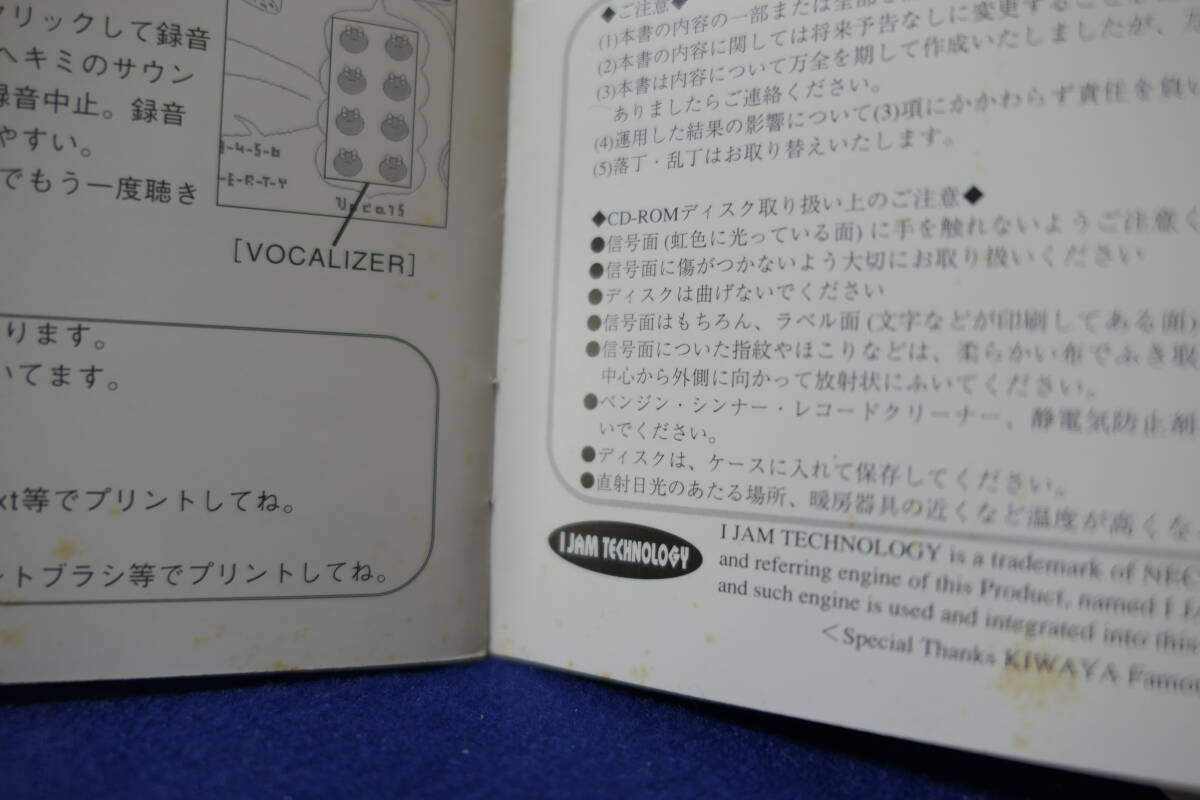 クリックして録音
へキミのサウン
録音中止。録音
やすい。
でもう一度聴き
3-4-5-6
-E-R-T-Y
[VOCALIZER]
ります。
いてます。
xt等でプリントしてね。
ントブラシ等でプリントしてね。
◆ご注意◆
(1)本書の内容の一部または全部を
(2)本書の内容に関しては将来予告なしに変更することが
(3)本書は内容について万全を期して作成いたしましたが、
ありましたらご連絡ください。
(4)運用した結果の影響について(3)項にかかわらず責任を負い
(5)落丁・乱丁はお取り替えいたします。
◆CD-ROMディスク取り扱い上のご注意◆
●信号面(虹色に光っている面)に手を触れないようご注意く
●信号面に傷がつかないよう大切にお取り扱いください
●ディスクは曲げないでください
●信号面はもちろん、ラベル面(文字などが印刷してある面)
●信号面についた指紋やほこりなどは、柔らかい布でふき取
中心から外側に向かって放射状にふいてください。
●ベンジン・シンナー・レコードクリーナー、静電気防止剤
いでください。
●ディスクは、ケースに入れて保存してください。
●直射日光のあたる場所、暖房器具の近くなど温度が高くな
I JAM TECHNOLOGY
I JAM TECHNOLOGY is a trademark of NEC
and referring engine of this Product, named I JA
and such engine is used and integrated into this
<Special Thanks KIWAYA Famou